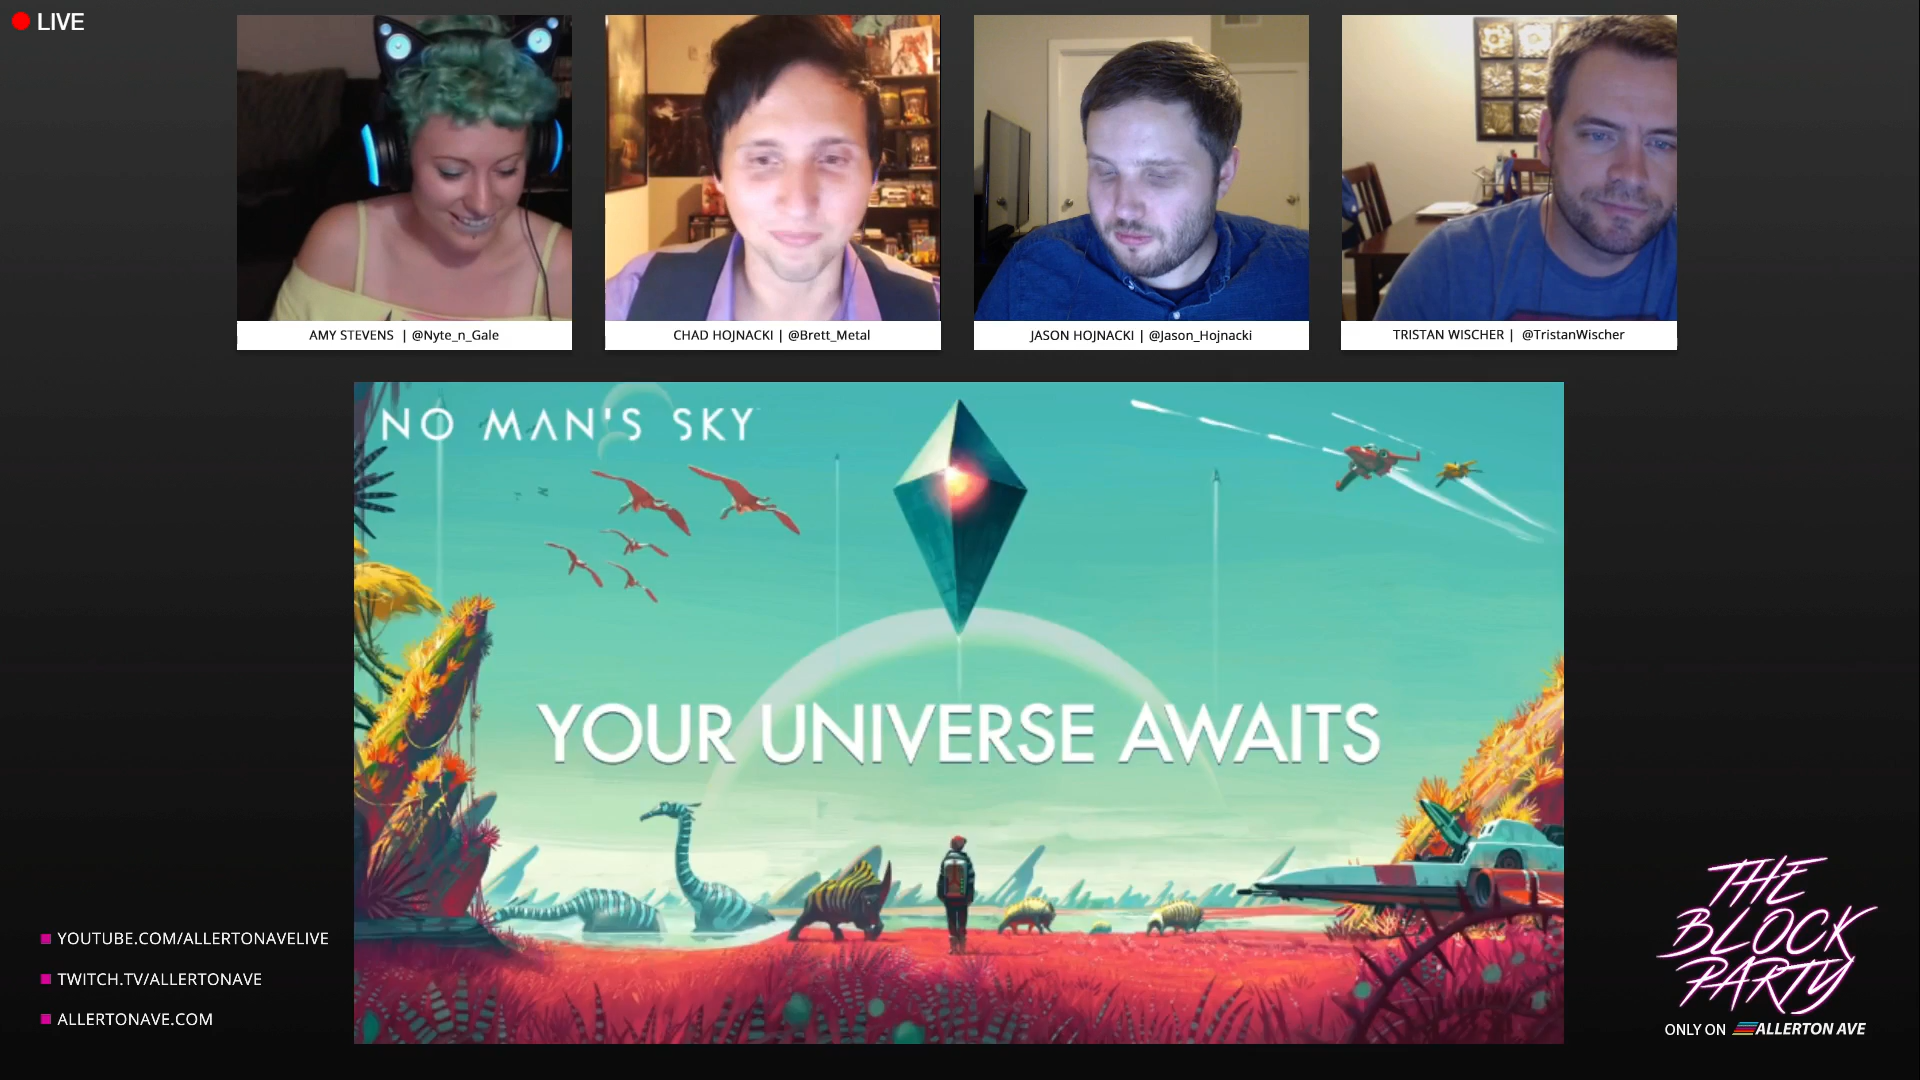 LIVE
AMY STEVENS | @Nyte_n_Gale
CHAD HOJNACKI | @Brett_Metal
JASON HOJNACKI | @Jason_Hojnacki
TRISTAN WISCHER | @TristanWischer
NO MAN'S SKY
YOUR UNIVERSE AWAITS
YOUTUBE.COM/ALLERTONAVELIVE
TWITCH.TV/ALLERTONAVE
ALLERTONAVE.COM
THE
BLOCK
PARTY
ONLY ON ALLERTON AVE